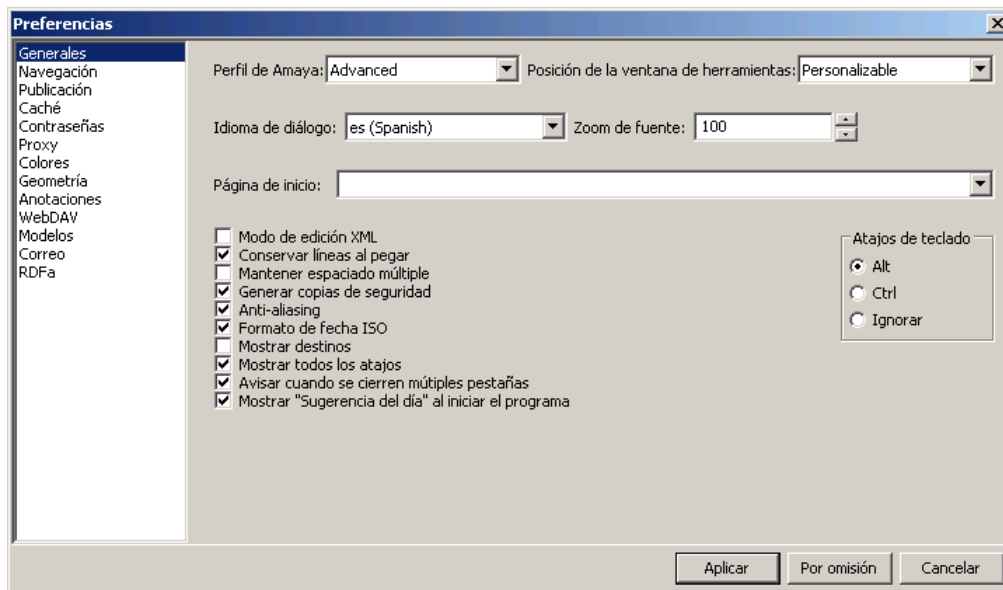 Preferencias
Generales
Navegación
Publicación
Caché
Contraseñas
Proxy
Colores
Geometría
Anotaciones
WebDAV
Modelos
Correo
RDFa
Perfil de Amaya: Advanced Posición de la ventana de herramientas: Personalizable
Idioma de diálogo: es (Spanish) Zoom de fuente: 100
Página de inicio:
Modo de edición XML
Conservar líneas al pegar
Mantener espaciado múltiple
Generar copias de seguridad
Anti-aliasing
Formato de fecha ISO
Mostrar destinos
Mostrar todos los atajos
Avisar cuando se cierren mútiples pestañas
Mostrar "Sugerencia del día" al iniciar el programa
Atajos de teclado
Alt
Ctrl
Ignorar
Aplicar Por omisión Cancelar